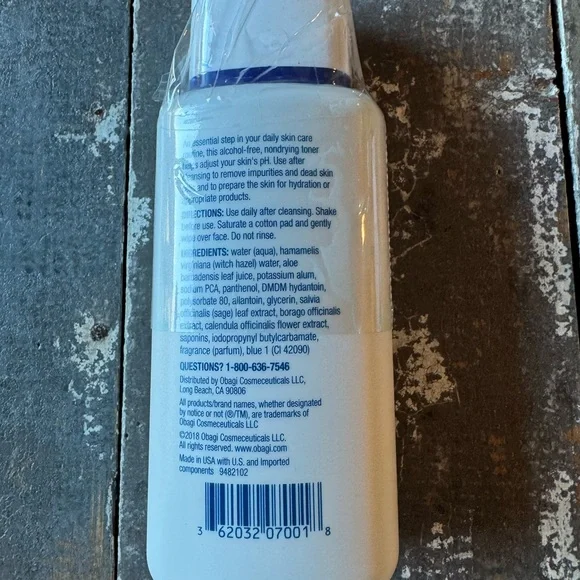 essential step in your daily skin care
this alcohol-free, nondrying toner
adjust your skin's pH. Use after
cleansing to remove impurities and dead skin
and to prepare the skin for hydration or
appropriate products.
DIRECTIONS: Use daily after cleansing. Shake
before use. Saturate a cotton pad and gently
over face. Do not rinse.
INGREDIENTS: water (aqua), hamamelis
virginiana (witch hazel) water, aloe
barbadensis leaf juice, potassium alum,
sodium PCA, panthenol, DMDM hydantoin,
polysorbate 80, allantoin, glycerin, salvia
officinalis (sage) leaf extract, borago officinalis
extract, calendula officinalis flower extract,
saponins, iodopropynyl butylcarbamate,
fragrance (parfum), blue 1 (CI 42090)
QUESTIONS? 1-800-636-7546
Distributed by Obagi Cosmeceuticals LLC,
Long Beach, CA 90806
All products/brand names, whether designated
by notice or not (®/TM), are trademarks of
Obagi Cosmeceuticals LLC
©2018 Obagi Cosmeceuticals LLC.
All rights reserved. www.obagi.com
Made in USA with U.S. and Imported
components 9482102
3 62032 07001 8